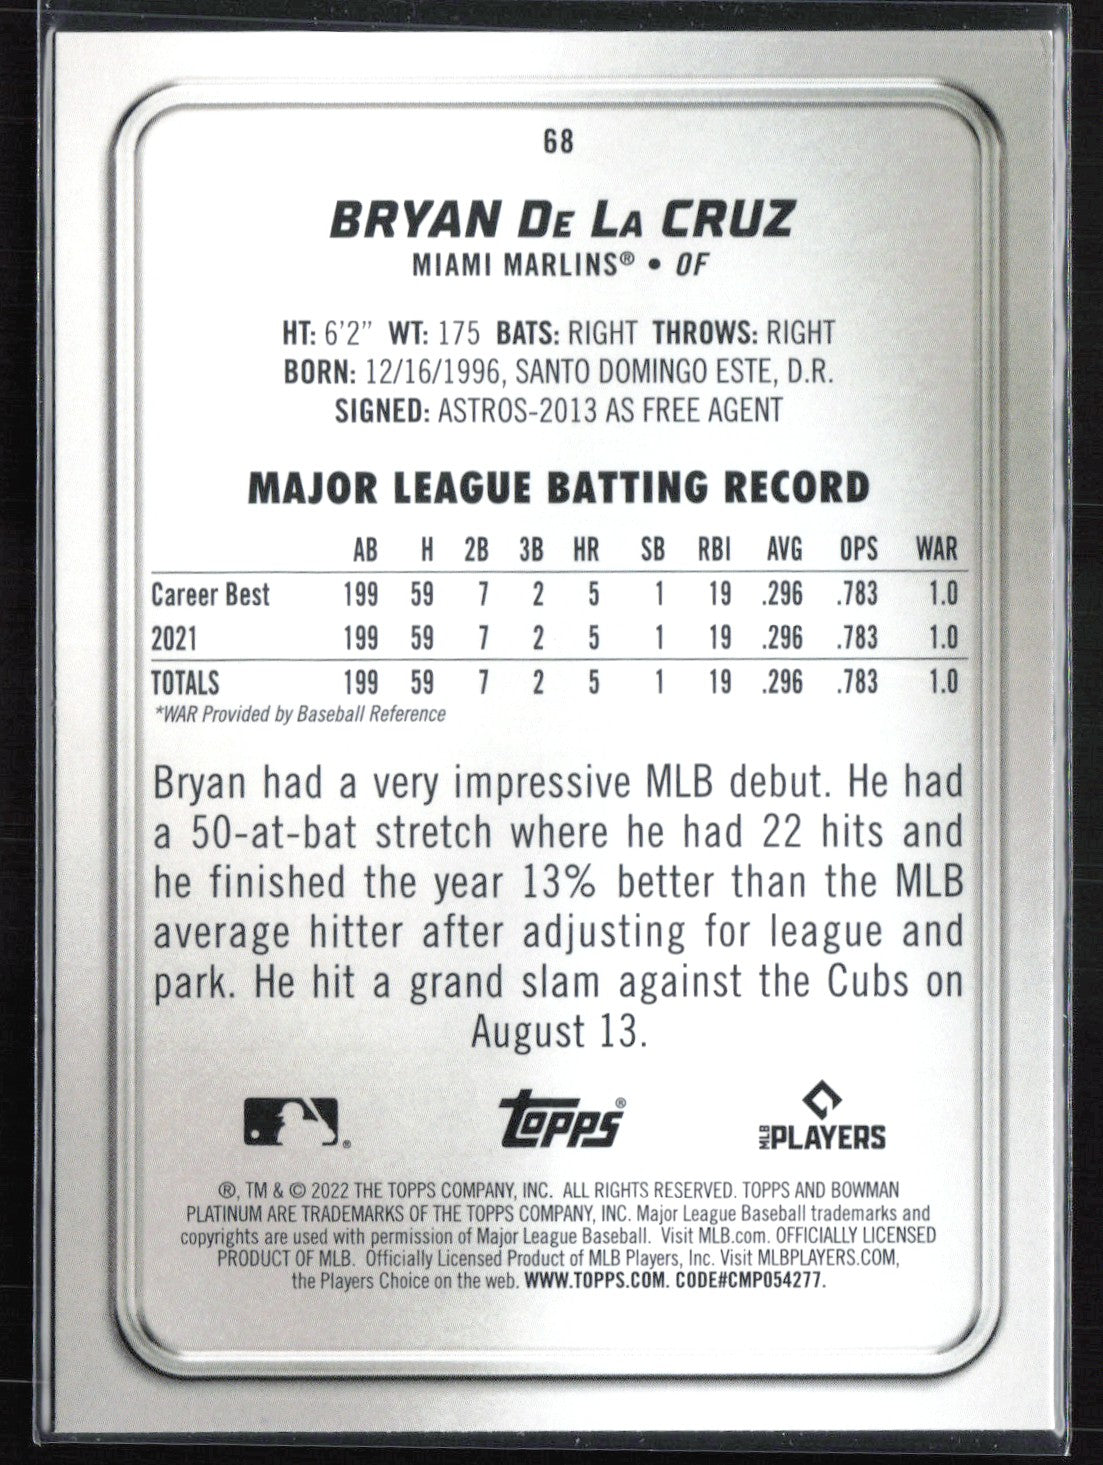 68
BRYAN DE LA CRUZ
MIAMI MARLINS® • OF
HT: 6'2" WT: 175 BATS: RIGHT THROWS: RIGHT
BORN: 12/16/1996, SANTO DOMINGO ESTE, D.R.
SIGNED: ASTROS-2013 AS FREE AGENT
MAJOR LEAGUE BATTING RECORD
AB H 2B 3B HR SB RBI AVG OPS WAR
Career Best 199 59 7 2 5 1 19 .296 .783 1.0
2021 199 59 7 2 5 1 19 .296 .783 1.0
TOTALS 199 59 7 2 5 1 19 .296 .783 1.0
*WAR Provided by Baseball Reference
Bryan had a very impressive MLB debut. He had
a 50-at-bat stretch where he had 22 hits and
he finished the year 13% better than the MLB
average hitter after adjusting for league and
park. He hit a grand slam against the Cubs on
August 13.
® topps® MLB PLAYERS
®, TM & © 2022 THE TOPPS COMPANY, INC. ALL RIGHTS RESERVED. TOPPS AND BOWMAN
PLATINUM ARE TRADEMARKS OF THE TOPPS COMPANY, INC. Major League Baseball trademarks and
copyrights are used with permission of Major League Baseball. Visit MLB.com. OFFICIALLY LICENSED
PRODUCT OF MLB. Officially Licensed Product of MLB Players, Inc. Visit MLBPLAYERS.COM,
the Players Choice on the web. WWW.TOPPS.COM. CODE#CMP054277.